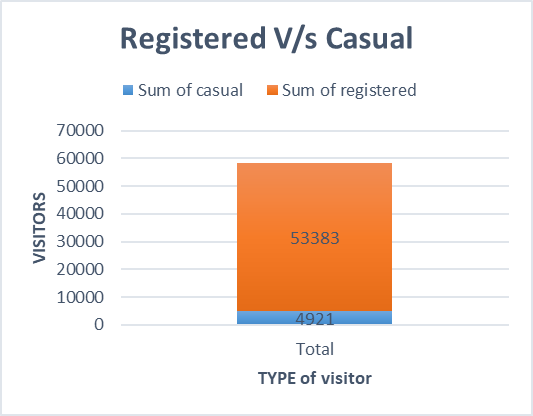 Registered V/s Casual
Sum of casual Sum of registered
70000
60000
50000
40000
30000
20000
10000
0
VISITORS
53383
4921
Total
TYPE of visitor